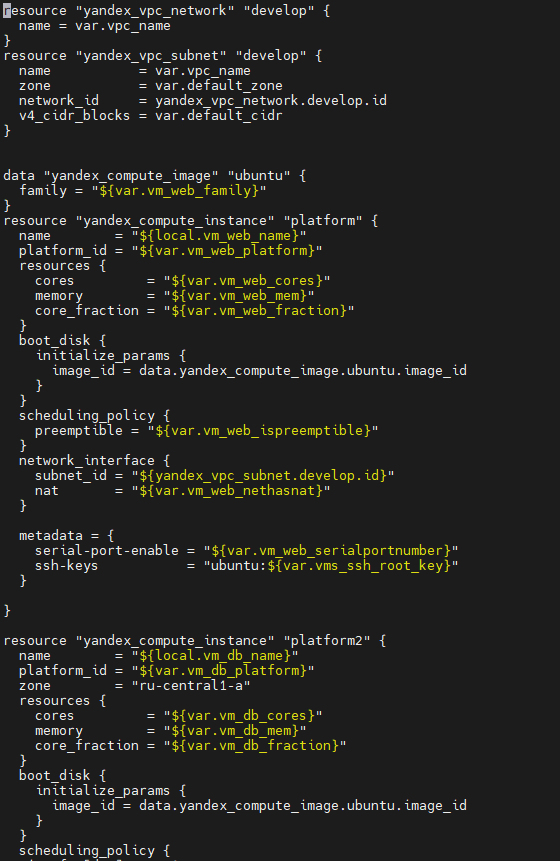 resource "yandex_vpc_network" "develop" {
  name = var.vpc_name
}
resource "yandex_vpc_subnet" "develop" {
  name           = var.vpc_name
  zone           = var.default_zone
  network_id     = yandex_vpc_network.develop.id
  v4_cidr_blocks = var.default_cidr
}
data "yandex_compute_image" "ubuntu" {
  family = "${var.vm_web_family}"
}
resource "yandex_compute_instance" "platform" {
  name        = "${local.vm_web_name}"
  platform_id = "${var.vm_web_platform}"
  resources {
    cores         = "${var.vm_web_cores}"
    memory        = "${var.vm_web_mem}"
    core_fraction = "${var.vm_web_fraction}"
  }
  boot_disk {
    initialize_params {
      image_id = data.yandex_compute_image.ubuntu.image_id
    }
  }
  scheduling_policy {
    preemptible = "${var.vm_web_ispreemptible}"
  }
  network_interface {
    subnet_id = "${yandex_vpc_subnet.develop.id}"
    nat       = "${var.vm_web_nethasnat}"
  }
  metadata = {
    serial-port-enable = "${var.vm_web_serialportnumber}"
    ssh-keys           = "ubuntu:${var.vms_ssh_root_key}"
  }
}
resource "yandex_compute_instance" "platform2" {
  name        = "${local.vm_db_name}"
  platform_id = "${var.vm_db_platform}"
  zone        = "ru-central1-a"
  resources {
    cores         = "${var.vm_db_cores}"
    memory        = "${var.vm_db_mem}"
    core_fraction = "${var.vm_db_fraction}"
  }
  boot_disk {
    initialize_params {
      image_id = data.yandex_compute_image.ubuntu.image_id
    }
  }
  scheduling_policy {